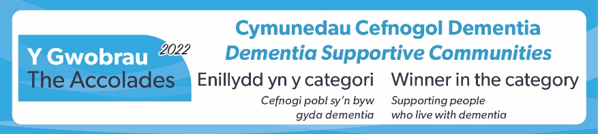 Y Gwobrau 2022
The Accolades
Cymunedau Cefnogol Dementia
Dementia Supportive Communities
Enillydd yn y categori
Cefnogi pobl sy'n byw
gyda dementia
Winner in the category
Supporting people
who live with dementia